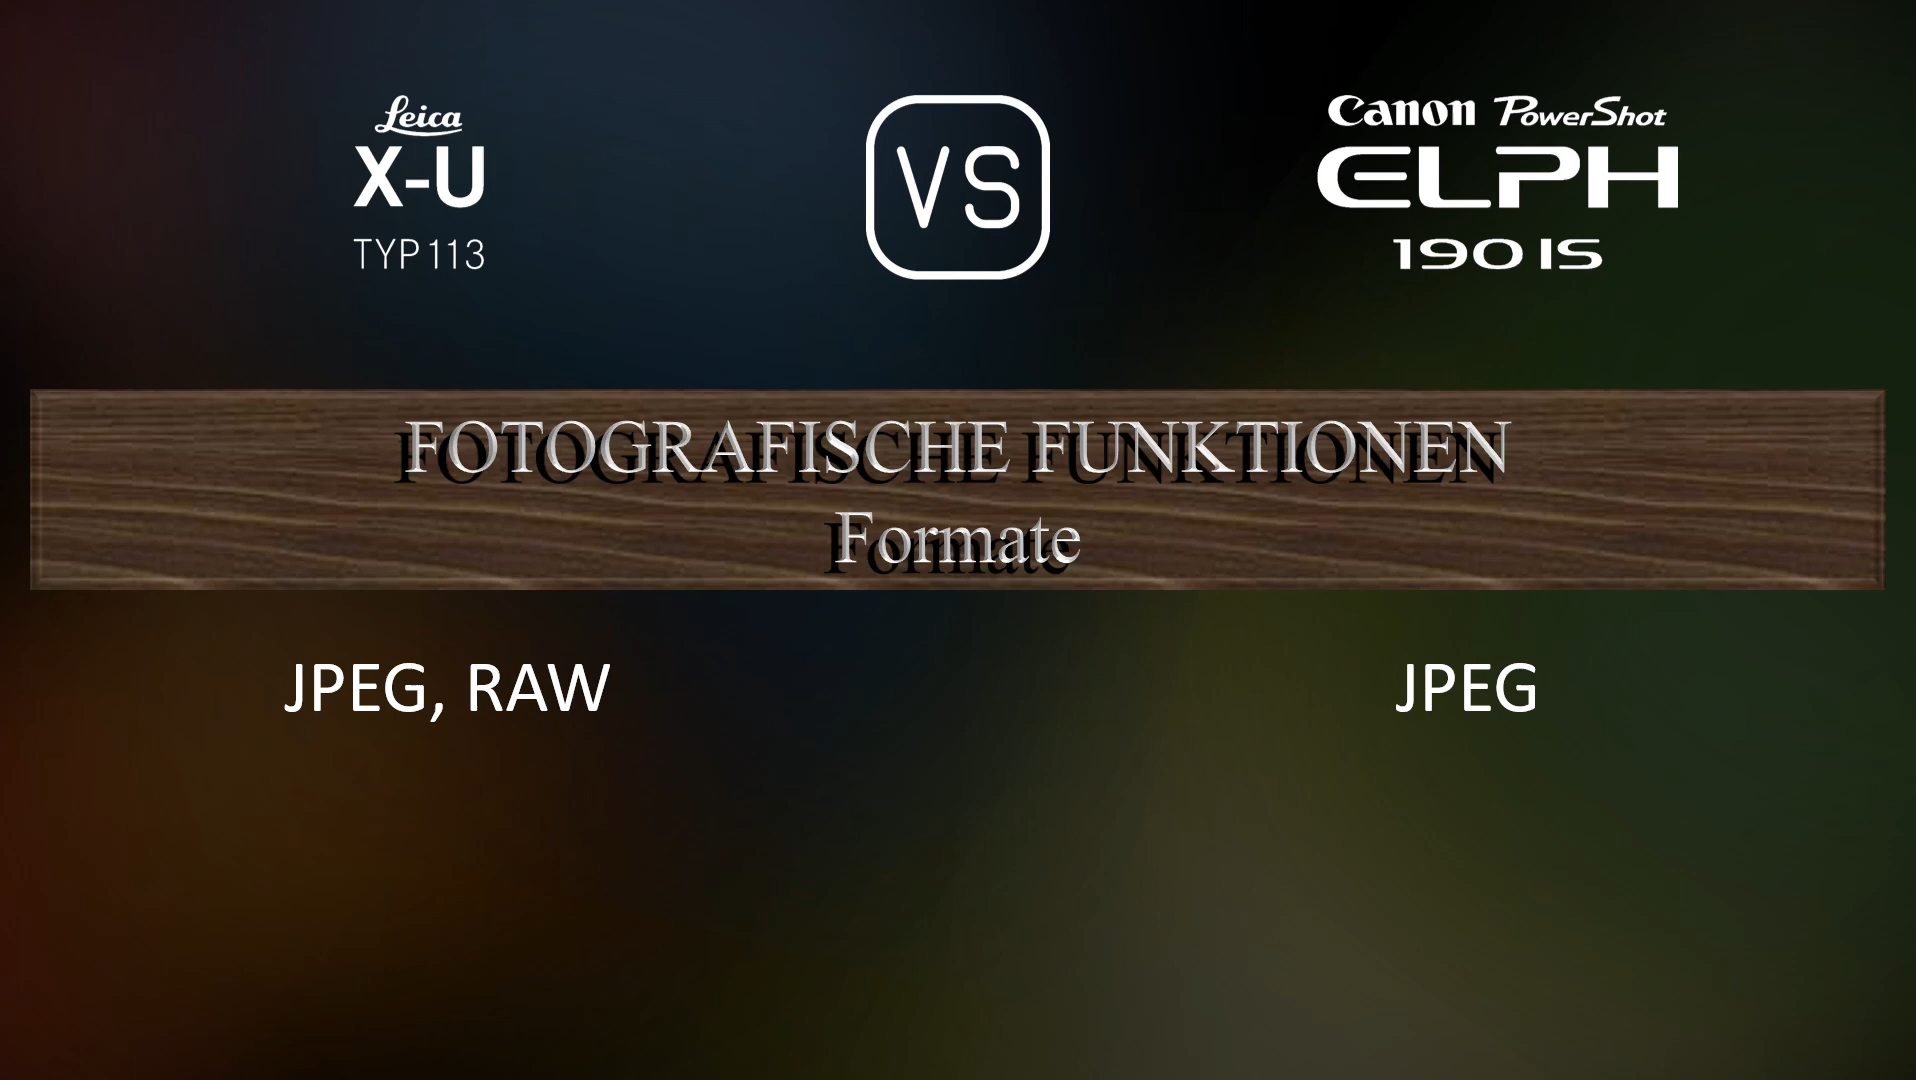 Leica
X-U
TYP 113
VS
Canon PowerShot
ELPH
190 IS
FOTOGRAFISCHE FUNKTIONEN
Formate
JPEG, RAW
JPEG